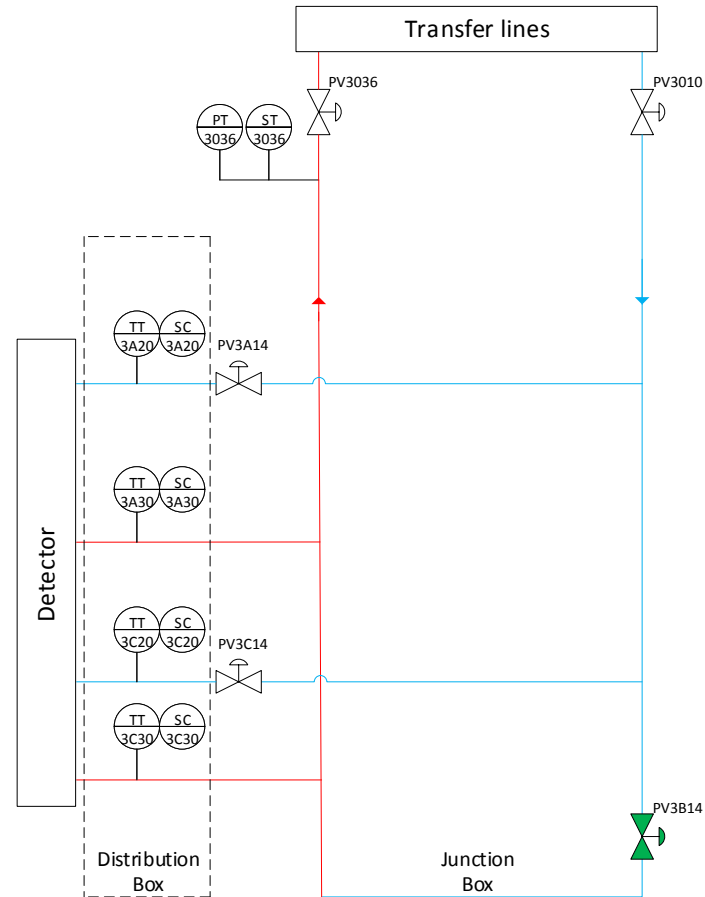 Transfer lines
PV3036
PV3010
PT
3036
ST
3036
TT
3A20
SC
3A20
PV3A14
TT
3A30
SC
3A30
Detector
TT
3C20
SC
3C20
PV3C14
TT
3C30
SC
3C30
PV3B14
Distribution
Box
Junction
Box